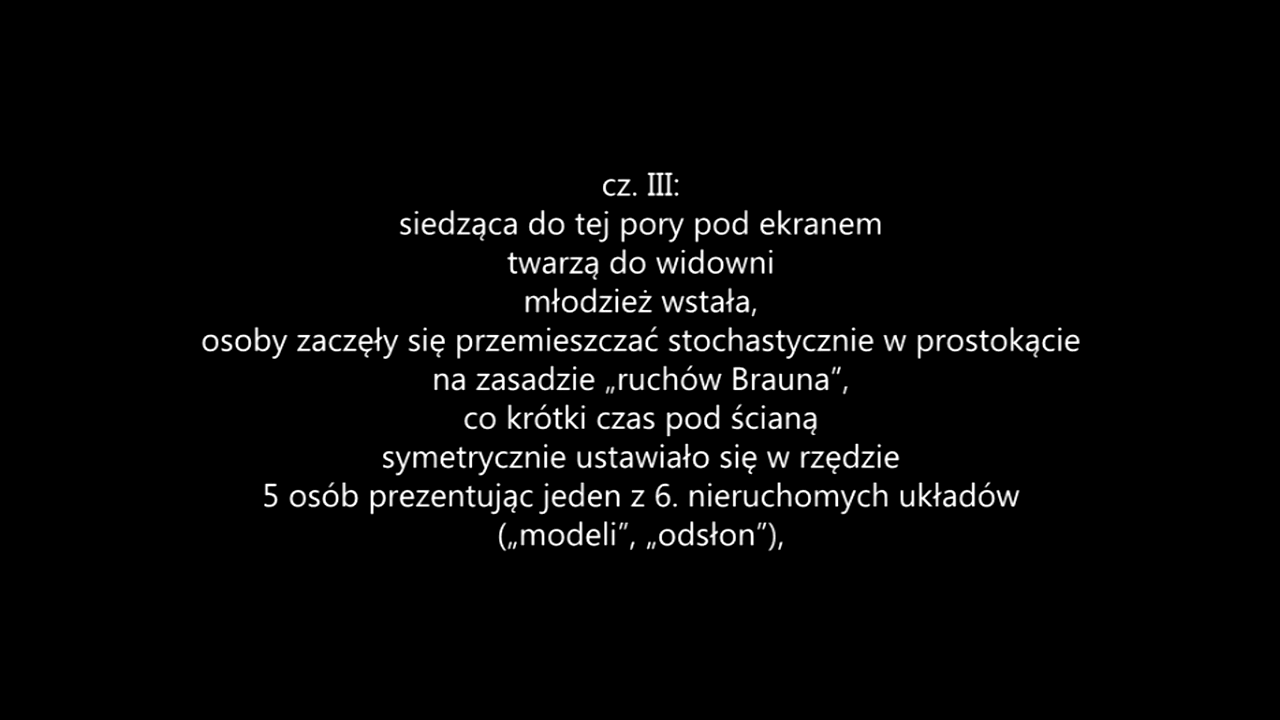 cz. III:
siedząca do tej pory pod ekranem
twarzą do widowni
młodzież wstała,
osoby zaczęły się przemieszczać stochastycznie w prostokącie
na zasadzie „ruchów Brauna”,
co krótki czas pod ścianą
symetrycznie ustawiało się w rzędzie
5 osób prezentując jeden z 6. nieruchomych układów
(„modeli”, „odsłon”),